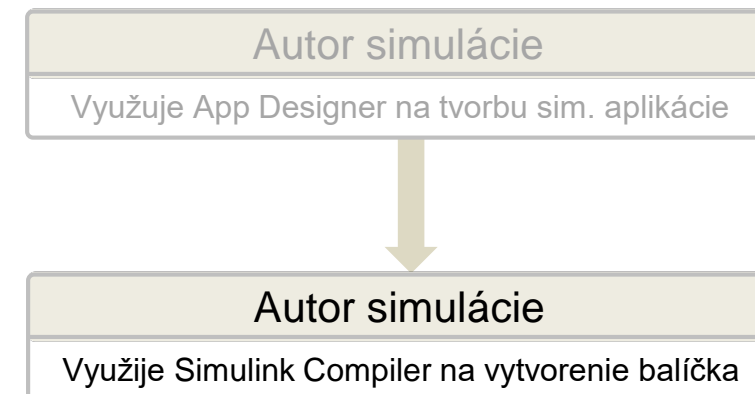 Autor simulácie
Využuje App Designer na tvorbu sim. aplikácie
Autor simulácie
Využije Simulink Compiler na vytvorenie balíčka